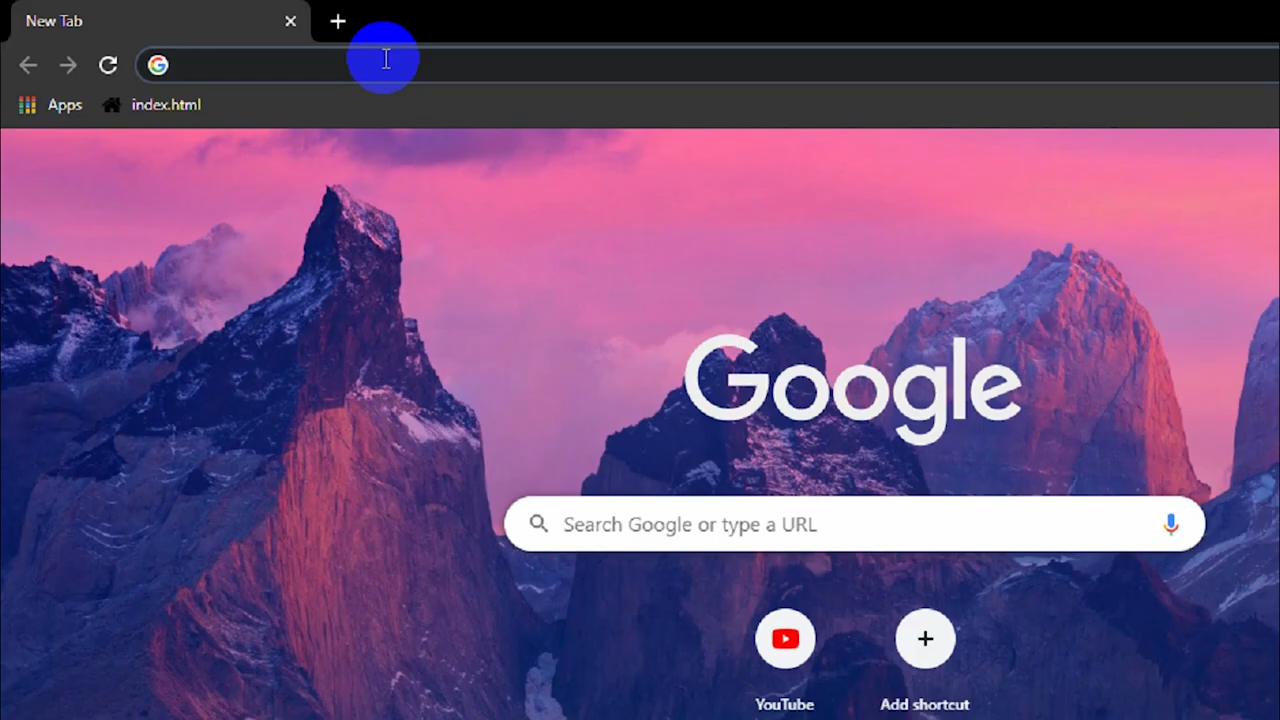 New Tab
Apps
index.html
Google
Search Google or type a URL
YouTube
Add shortcut